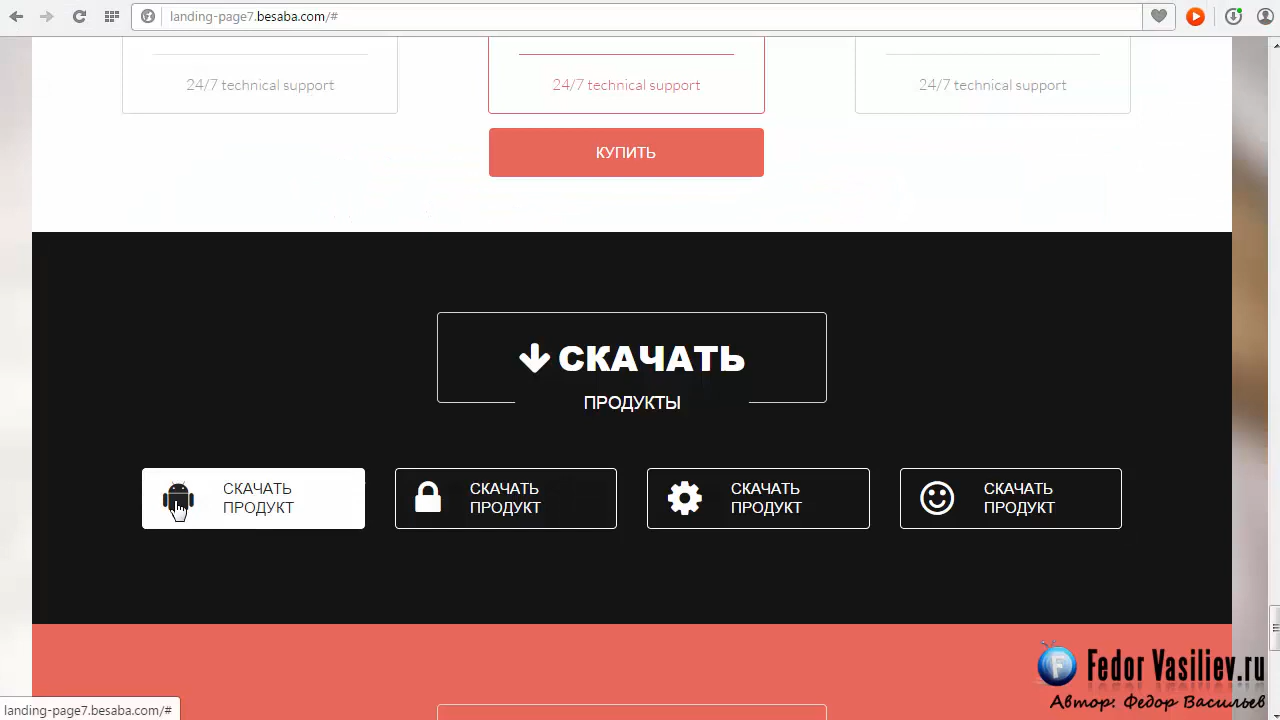 landing-page7.besaba.com/#
24/7 technical support
24/7 technical support
24/7 technical support
КУПИТЬ
СКАЧАТЬ
ПРОДУКТЫ
СКАЧАТЬ
ПРОДУКТ
СКАЧАТЬ
ПРОДУКТ
СКАЧАТЬ
ПРОДУКТ
СКАЧАТЬ
ПРОДУКТ
Fedor Vasiliev.ru
Автор: Федор Васильев
landing-page7.besaba.com/#